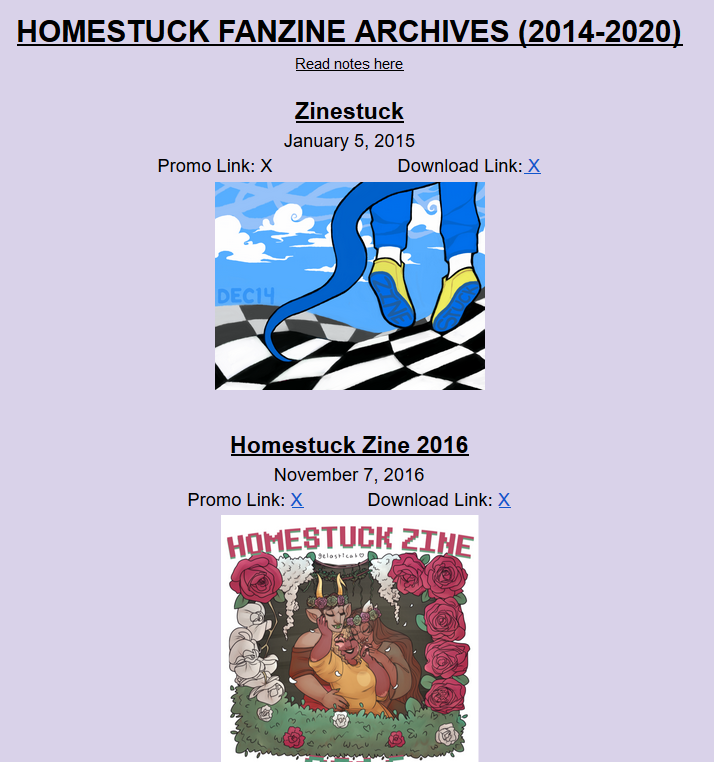 HOMESTUCK FANZINE ARCHIVES (2014-2020)
Read notes here
Zinestuck
January 5, 2015
Promo Link: X Download Link: X
DEC14
Homestuck Zine 2016
November 7, 2016
Promo Link: X Download Link: X
HOMESTUCK ZINE